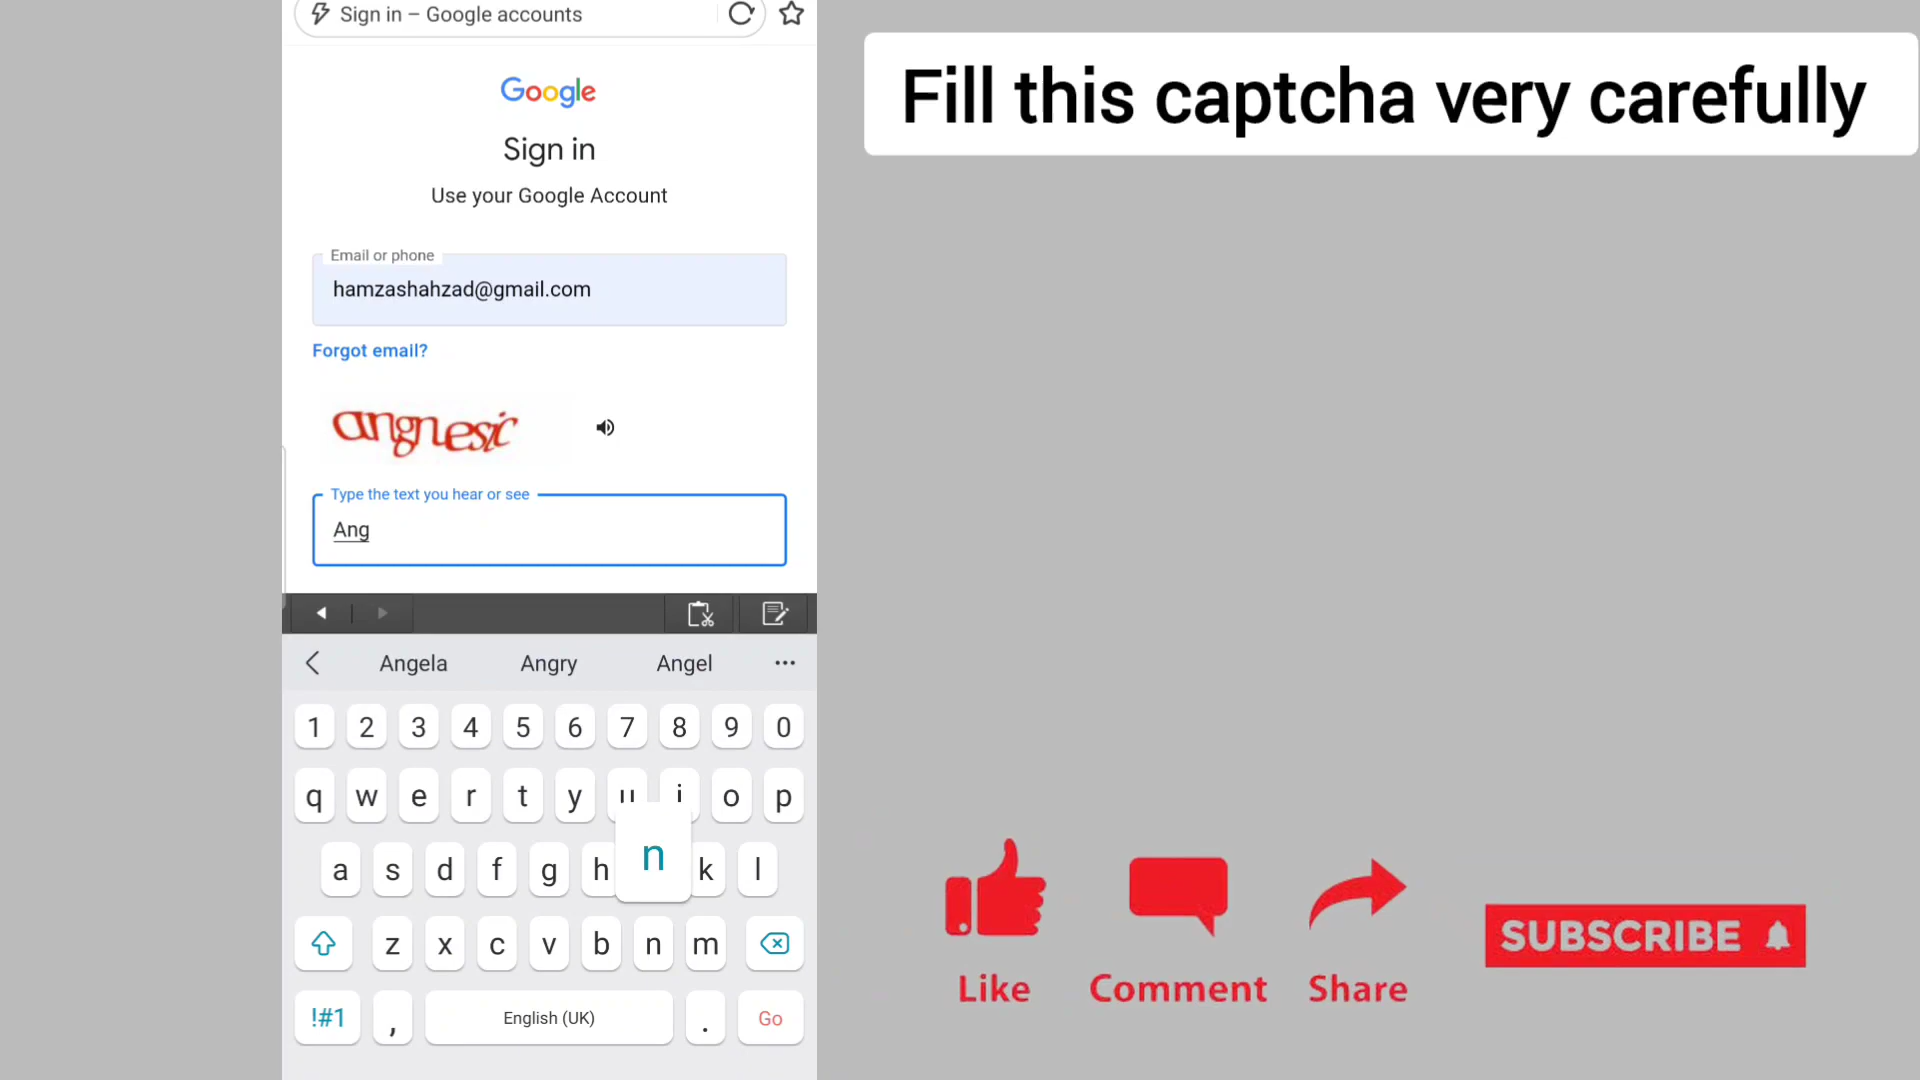 Sign in – Google accounts
Fill this captcha very carefully
Google
Sign in
Use your Google Account
Email or phone
hamzashahzad@gmail.com
Forgot email?
angnesic
Type the text you hear or see
Ang
Angela Angry Angel ...
1 2 3 4 5 6 7 8 9 0
q w e r t y u i o p
a s d f g h n k l
z x c v b n m
!#1 , English (UK) . Go
Like Comment Share
SUBSCRIBE